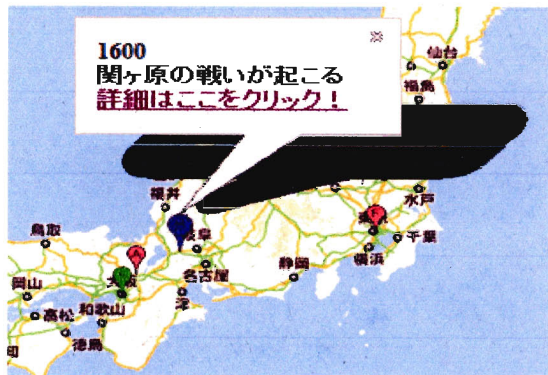 1600
関ヶ原の戦いが起こる
詳細はここをクリック！
仙台
福島
福井
水戸
鳥取
岐阜
東
千葉
横浜
名古屋
静岡
大阪
岡山
津
高松
和歌山
徳島